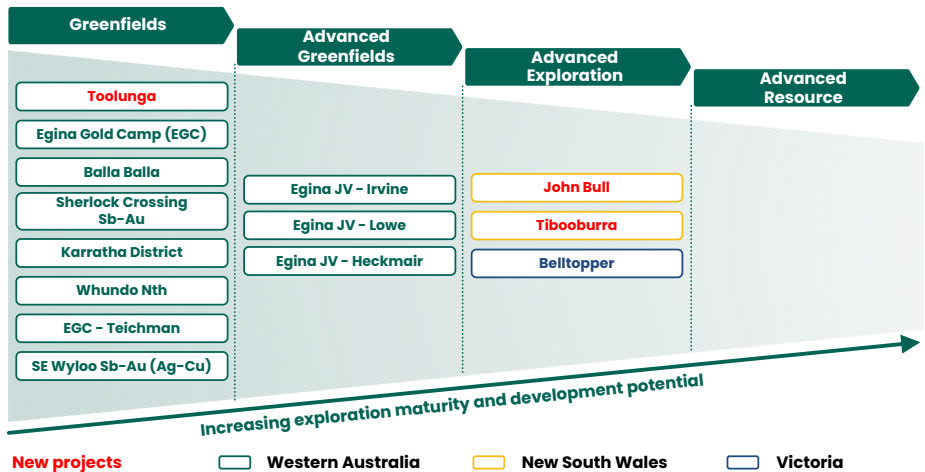 Greenfields
Advanced
Greenfields
Advanced
Exploration
Advanced
Resource
Toolunga
Egina Gold Camp (EGC)
Balla Balla
Sherlock Crossing
Sb-Au
Karratha District
Whundo Nth
EGC - Teichman
SE Wyloo Sb-Au (Ag-Cu)
Egina JV - Irvine
Egina JV - Lowe
Egina JV - Heckmair
John Bull
Tibooburra
Belltopper
Increasing exploration maturity and development potential
New projects
Western Australia
New South Wales
Victoria